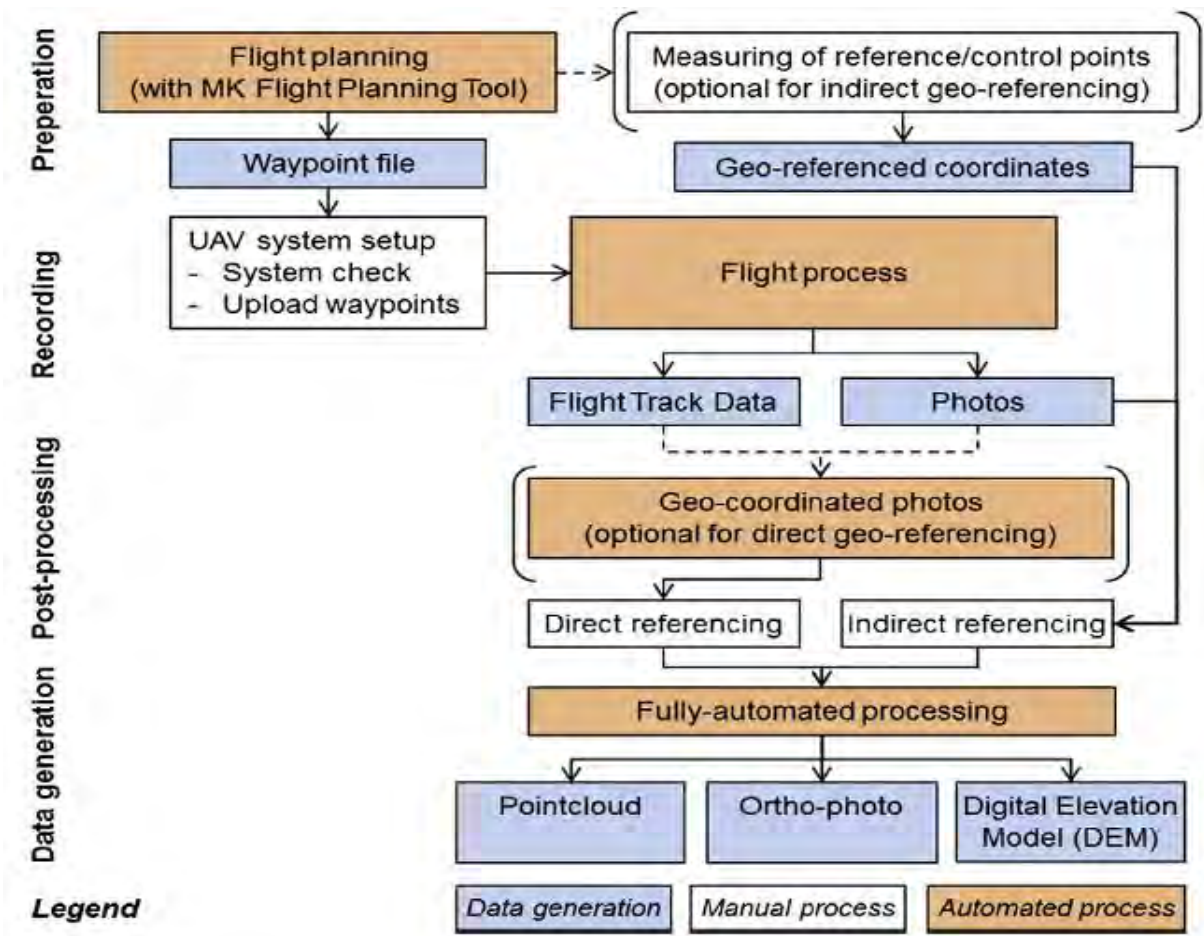 Preperation
Flight planning
(with MK Flight Planning Tool)
Measuring of reference/control points
(optional for indirect geo-referencing)
Waypoint file
Geo-referenced coordinates
Recording
UAV system setup
- System check
- Upload waypoints
Flight process
Flight Track Data
Photos
Post-processing
Geo-coordinated photos
(optional for direct geo-referencing)
Direct referencing
Indirect referencing
Data generation
Fully-automated processing
Pointcloud
Ortho-photo
Digital Elevation
Model (DEM)
Legend
Data generation
Manual process
Automated process